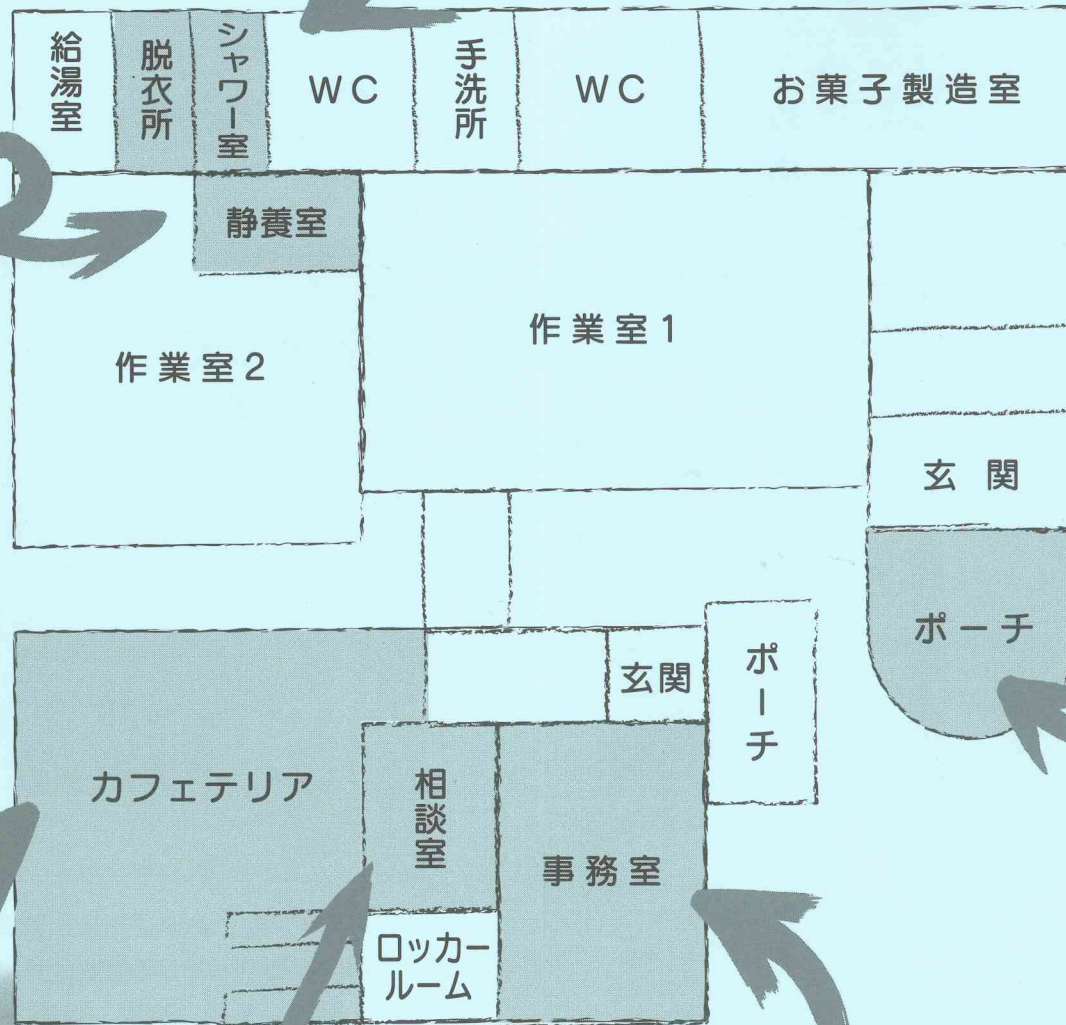 給湯室
脱衣所
シャワー室
WC
手洗所
WC
お菓子製造室
静養室
作業室2
作業室1
玄関
ポーチ
玄関
ポーチ
カフェテリア
相談室
事務室
ロッカー
ルーム